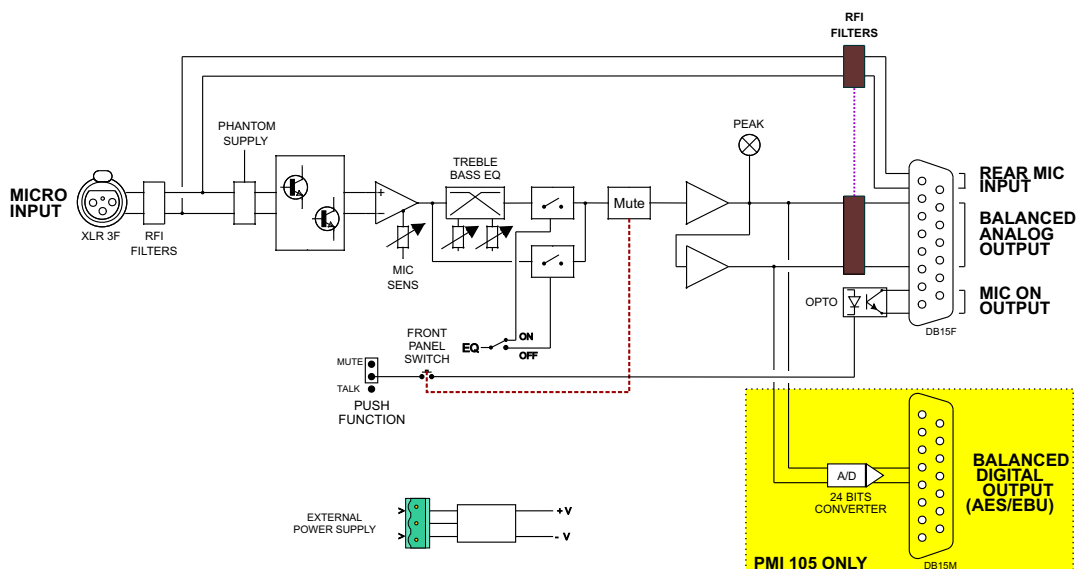 RFI
FILTERS
PHANTOM
SUPPLY
PEAK
TREBLE
BASS EQ
MICRO
INPUT
XLR 3F
RFI
FILTERS
+
−
MIC
SENS
Mute
REAR MIC
INPUT
BALANCED
ANALOG
OUTPUT
OPTO
MIC ON
OUTPUT
DB15F
EQ
ON
OFF
FRONT
PANEL
SWITCH
MUTE
TALK
PUSH
FUNCTION
A/D
24 BITS
CONVERTER
BALANCED
DIGITAL
OUTPUT
(AES/EBU)
PMI 105 ONLY
DB15M
EXTERNAL
POWER SUPPLY
+V
- V